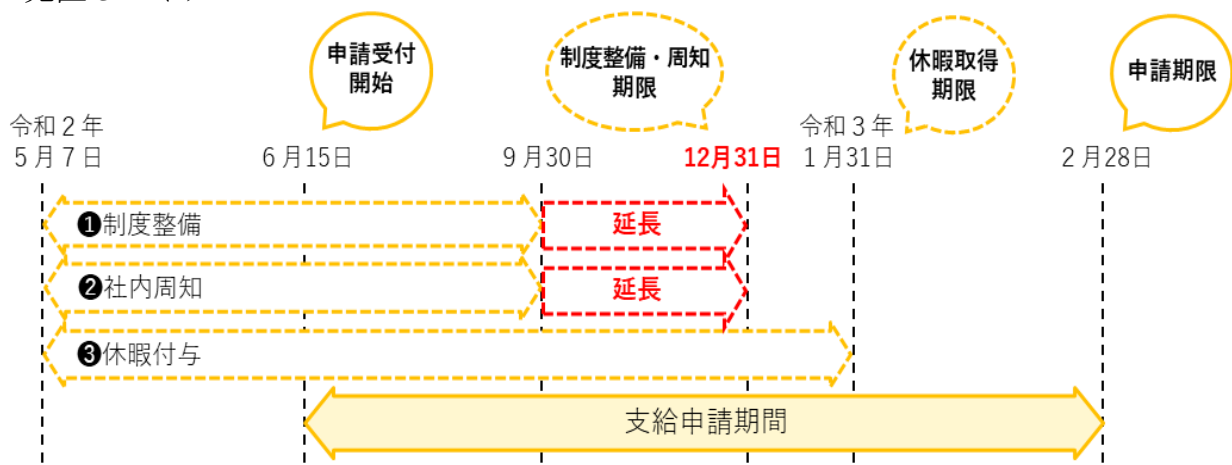 申請受付
開始
制度整備・周知
期限
休暇取得
期限
申請期限
令和２年
５月７日
６月15日
９月30日
12月31日
令和３年
１月31日
２月28日
❶制度整備
延長
❷社内周知
延長
❸休暇付与
支給申請期間